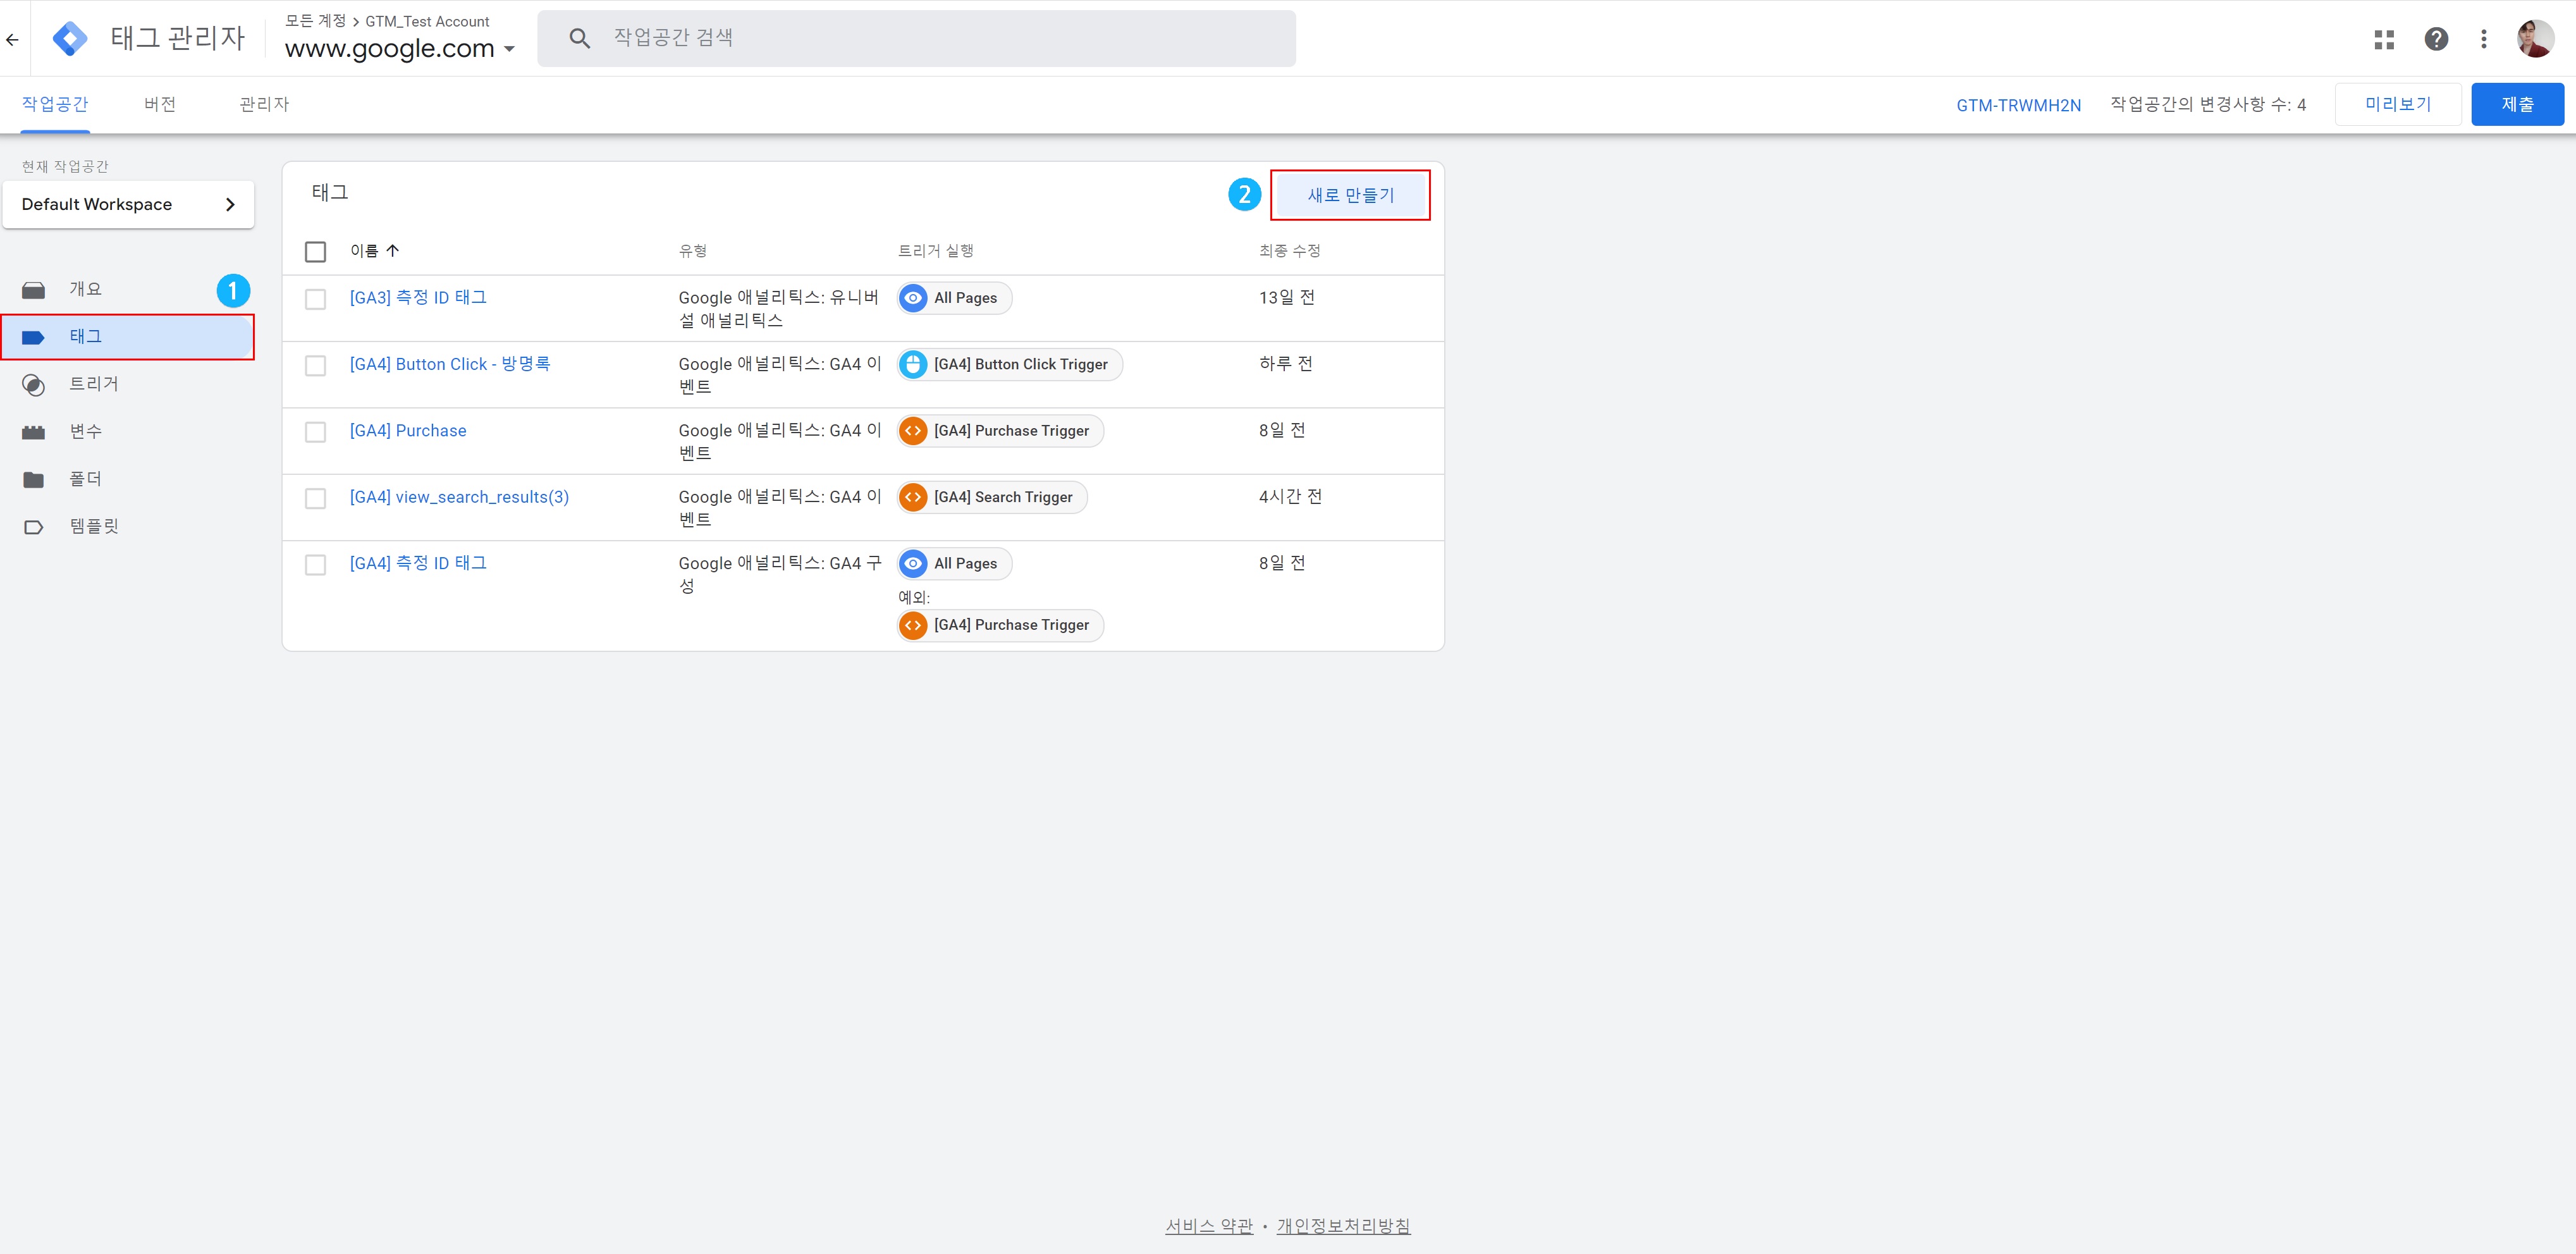 모든 계정 > GTM_Test Account
태그 관리자
www.google.com
작업공간 검색
작업공간
버전
관리자
GTM-TRWMH2N
작업공간의 변경사항 수: 4
미리보기
제출
현재 작업공간
Default Workspace
개요
1
태그
트리거
변수
폴더
템플릿
태그
2
새로 만들기
이름
유형
트리거 실행
최종 수정
[GA3] 측정 ID 태그
Google 애널리틱스: 유니버
설 애널리틱스
All Pages
13일 전
[GA4] Button Click - 방명록
Google 애널리틱스: GA4 이
벤트
[GA4] Button Click Trigger
하루 전
[GA4] Purchase
Google 애널리틱스: GA4 이
벤트
[GA4] Purchase Trigger
8일 전
[GA4] view_search_results(3)
Google 애널리틱스: GA4 이
벤트
[GA4] Search Trigger
4시간 전
[GA4] 측정 ID 태그
Google 애널리틱스: GA4 구
성
All Pages
예외:
[GA4] Purchase Trigger
8일 전
서비스 약관 • 개인정보처리방침